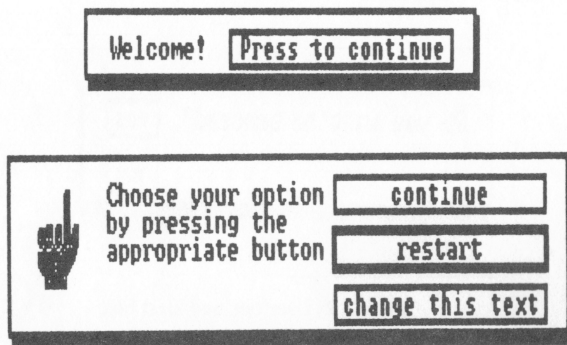 Welcome! Press to continue
Choose your option continue
by pressing the
appropriate button restart
change this text